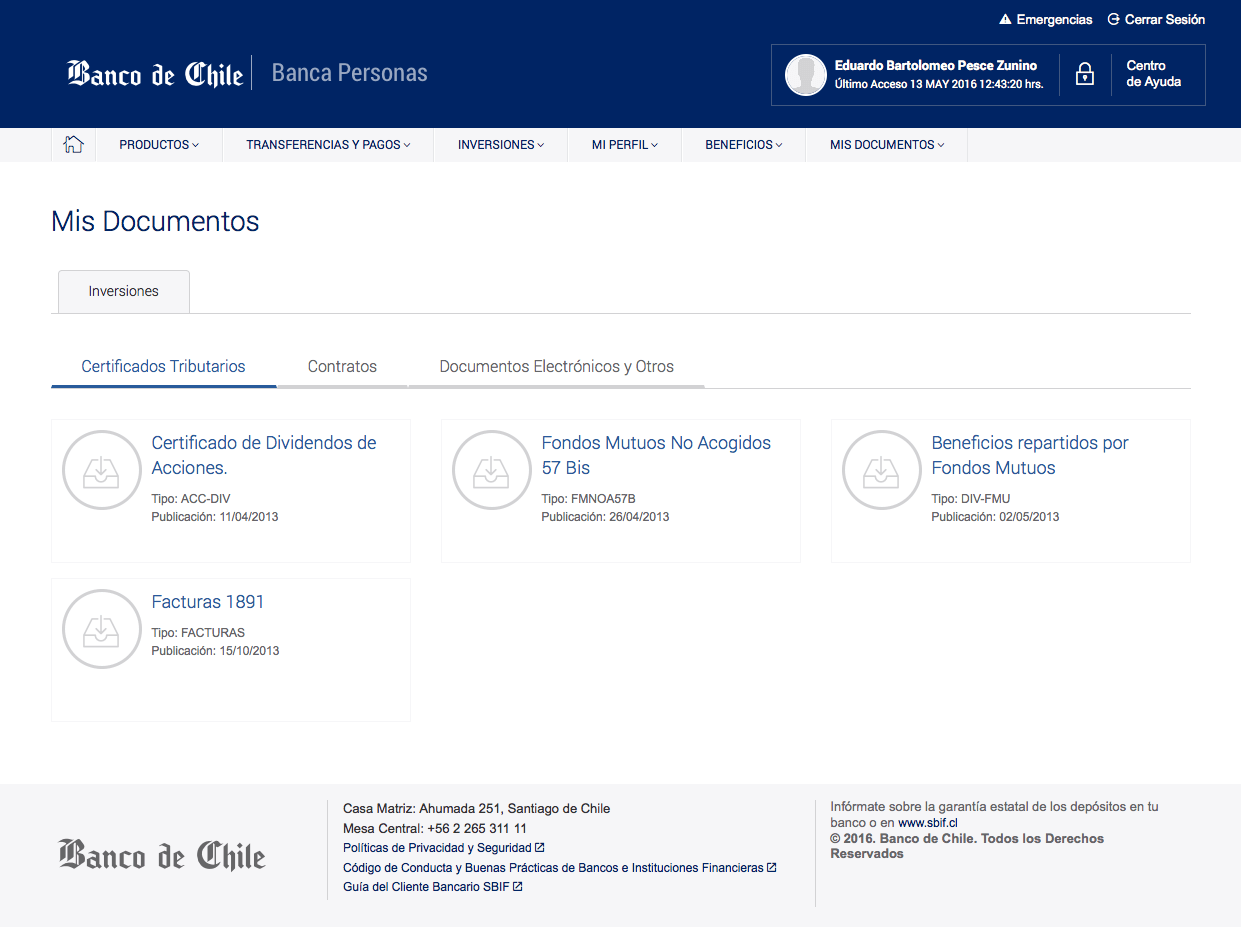 Emergencias Cerrar Sesión
Banco de Chile Banca Personas
Eduardo Bartolomeo Pesce Zunino
Último Acceso 13 MAY 2016 12:43:20 hrs.
Centro
de Ayuda
PRODUCTOS TRANSFERENCIAS Y PAGOS INVERSIONES MI PERFIL BENEFICIOS MIS DOCUMENTOS
Mis Documentos
Inversiones
Certificados Tributarios Contratos Documentos Electrónicos y Otros
Certificado de Dividendos de
Acciones.
Tipo: ACC-DIV
Publicación: 11/04/2013
Fondos Mutuos No Acogidos
57 Bis
Tipo: FMNOA57B
Publicación: 26/04/2013
Beneficios repartidos por
Fondos Mutuos
Tipo: DIV-FMU
Publicación: 02/05/2013
Facturas 1891
Tipo: FACTURAS
Publicación: 15/10/2013
Banco de Chile
Casa Matriz: Ahumada 251, Santiago de Chile
Mesa Central: +56 2 265 311 11
Políticas de Privacidad y Seguridad
Código de Conducta y Buenas Prácticas de Bancos e Instituciones Financieras
Guía del Cliente Bancario SBIF
Infórmate sobre la garantía estatal de los depósitos en tu
banco o en www.sbif.cl
© 2016. Banco de Chile. Todos los Derechos
Reservados